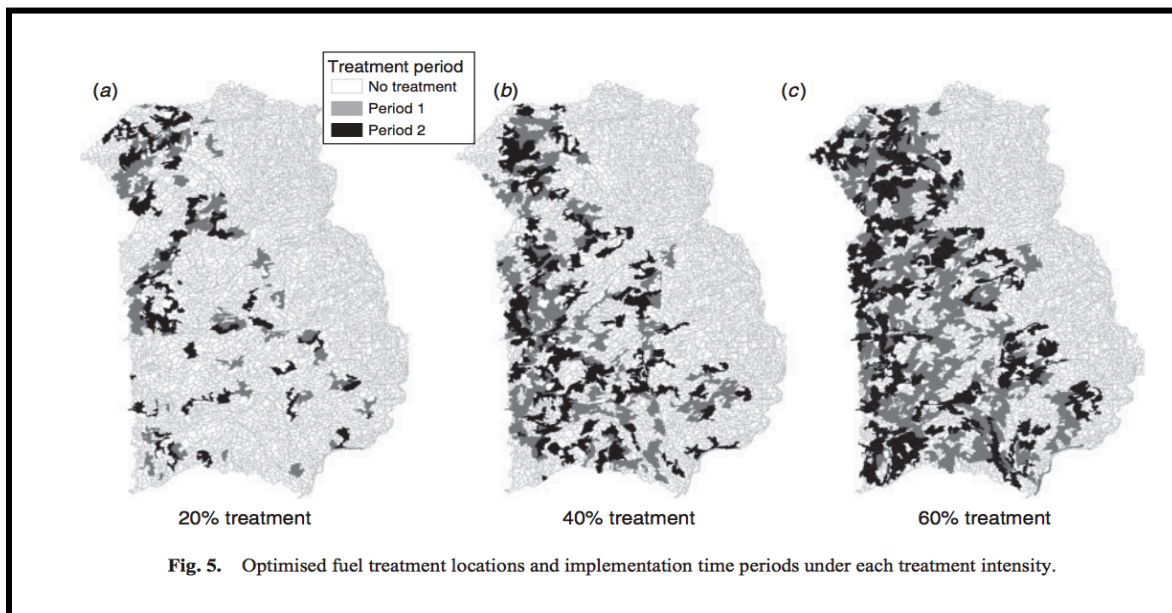 Treatment period
No treatment
Period 1
Period 2
(a)
(b)
(c)
20% treatment
40% treatment
60% treatment
Fig. 5. Optimised fuel treatment locations and implementation time periods under each treatment intensity.